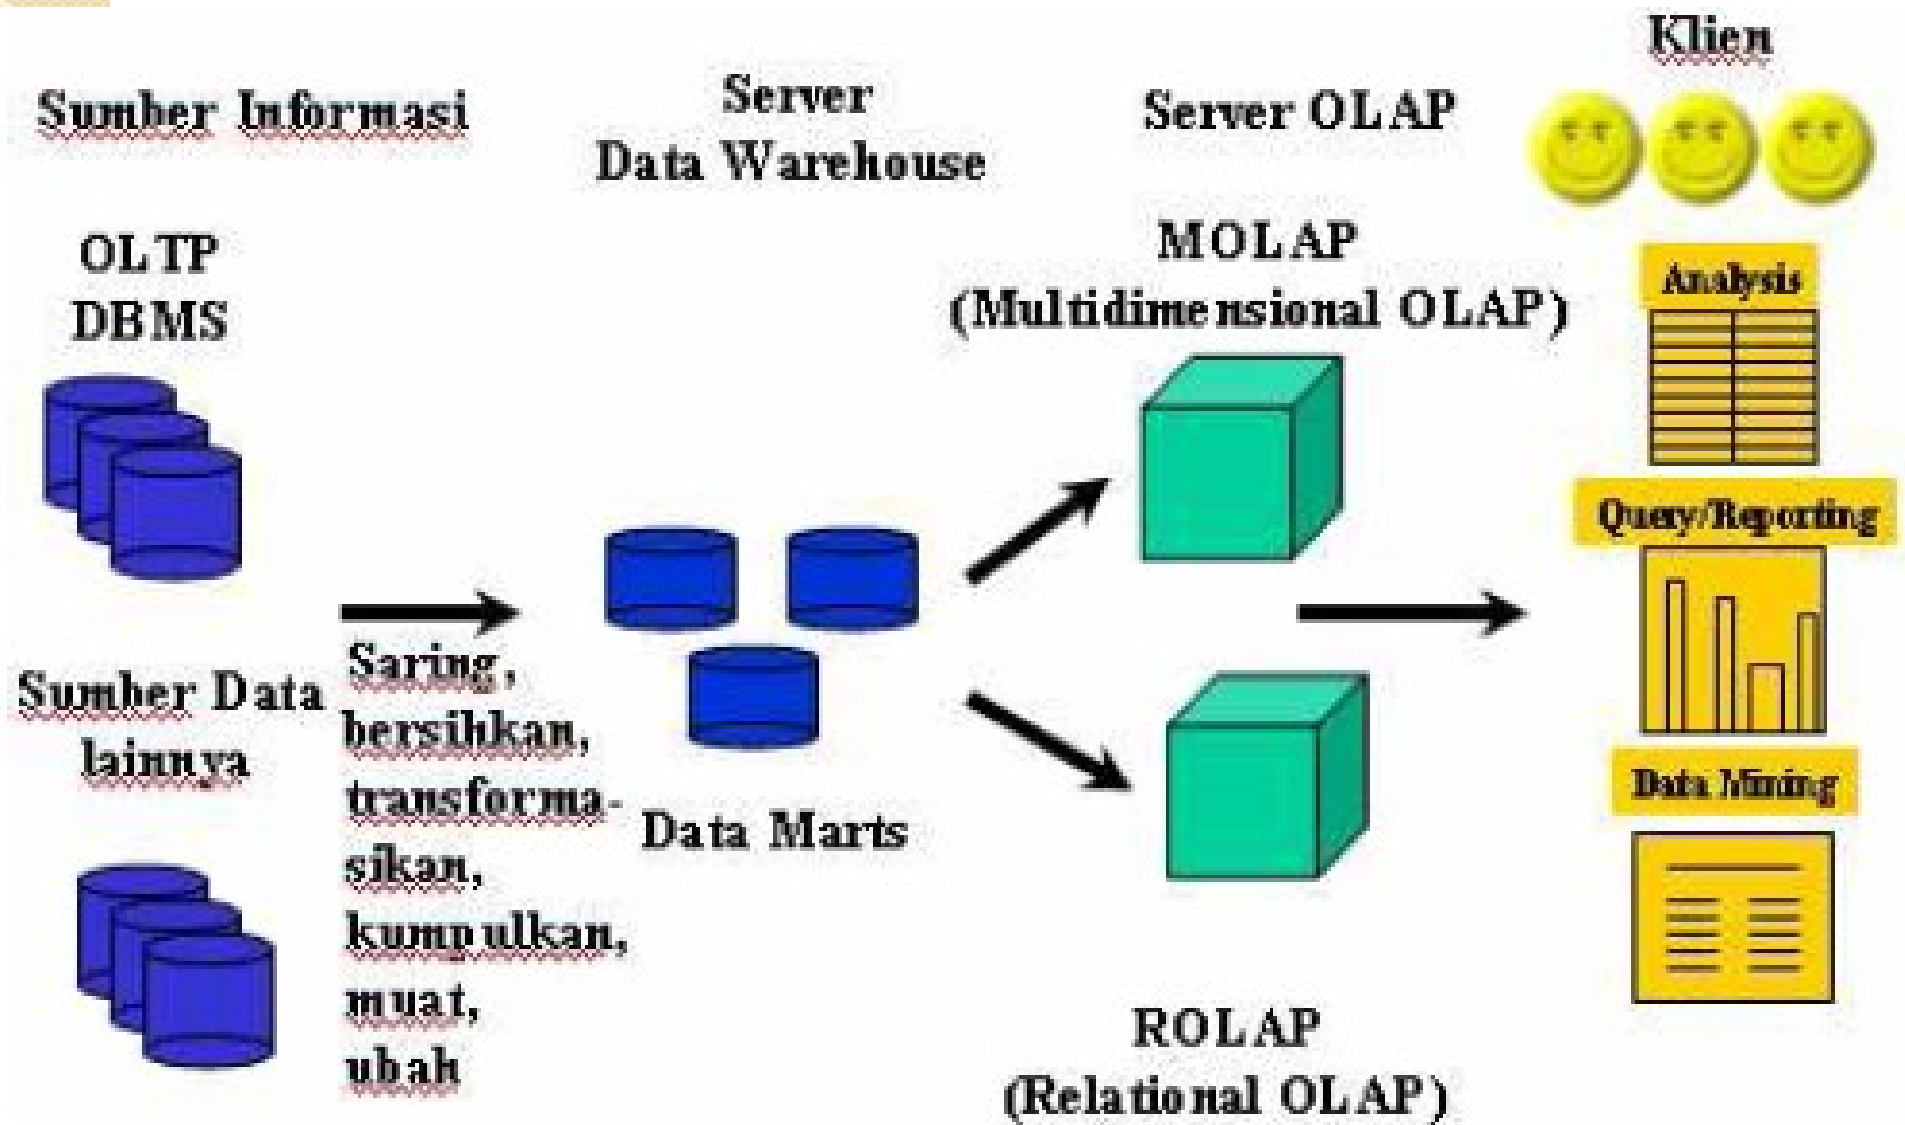 Sumber Informasi
OLTP
DBMS
Sumber Data
lainnya
Saring,
bersihkan,
transforma-
sikan,
kumpulkan,
muat,
ubah
Server
Data Warehouse
Data Marts
Server OLAP
MOLAP
(Multidimensional OLAP)
ROLAP
(Relational OLAP)
Klien
Analysis
Query/Reporting
Data Mining